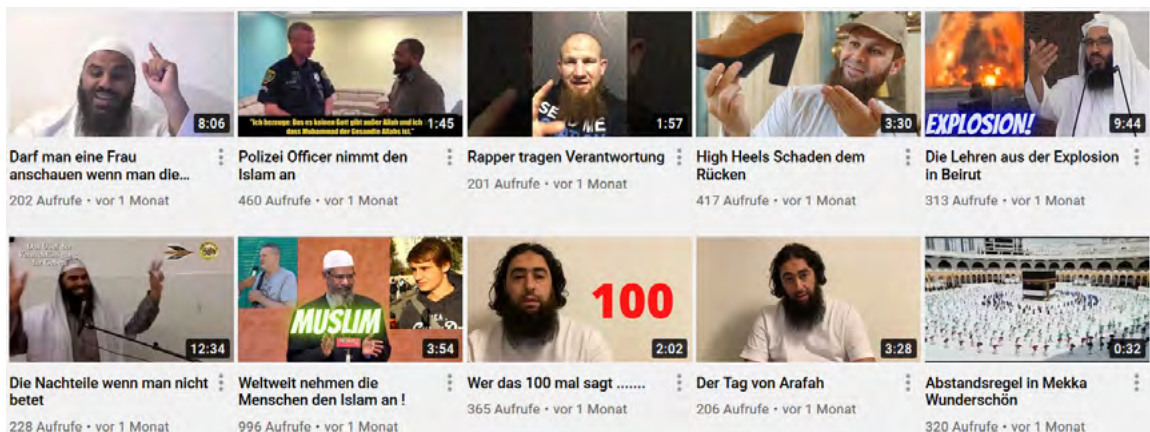 8:06
"Ich bezeuge: Das es keinen Gott gibt außer Allah und ich
dass Muhammad der Gesandte Allahs ist."
1:45
1:57
3:30
EXPLOSION!
9:44
Darf man eine Frau
anschauen wenn man die...
202 Aufrufe • vor 1 Monat
Polizei Officer nimmt den
Islam an
460 Aufrufe • vor 1 Monat
Rapper tragen Verantwortung
201 Aufrufe • vor 1 Monat
High Heels Schaden dem
Rücken
417 Aufrufe • vor 1 Monat
Die Lehren aus der Explosion
in Beirut
313 Aufrufe • vor 1 Monat
12:34
MUSLIM
3:54
100
2:02
3:28
0:32
Die Nachteile wenn man nicht
betet
228 Aufrufe • vor 1 Monat
Weltweit nehmen die
Menschen den Islam an !
996 Aufrufe • vor 1 Monat
Wer das 100 mal sagt .......
365 Aufrufe • vor 1 Monat
Der Tag von Arafah
206 Aufrufe • vor 1 Monat
Abstandsregel in Mekka
Wunderschön
320 Aufrufe • vor 1 Monat